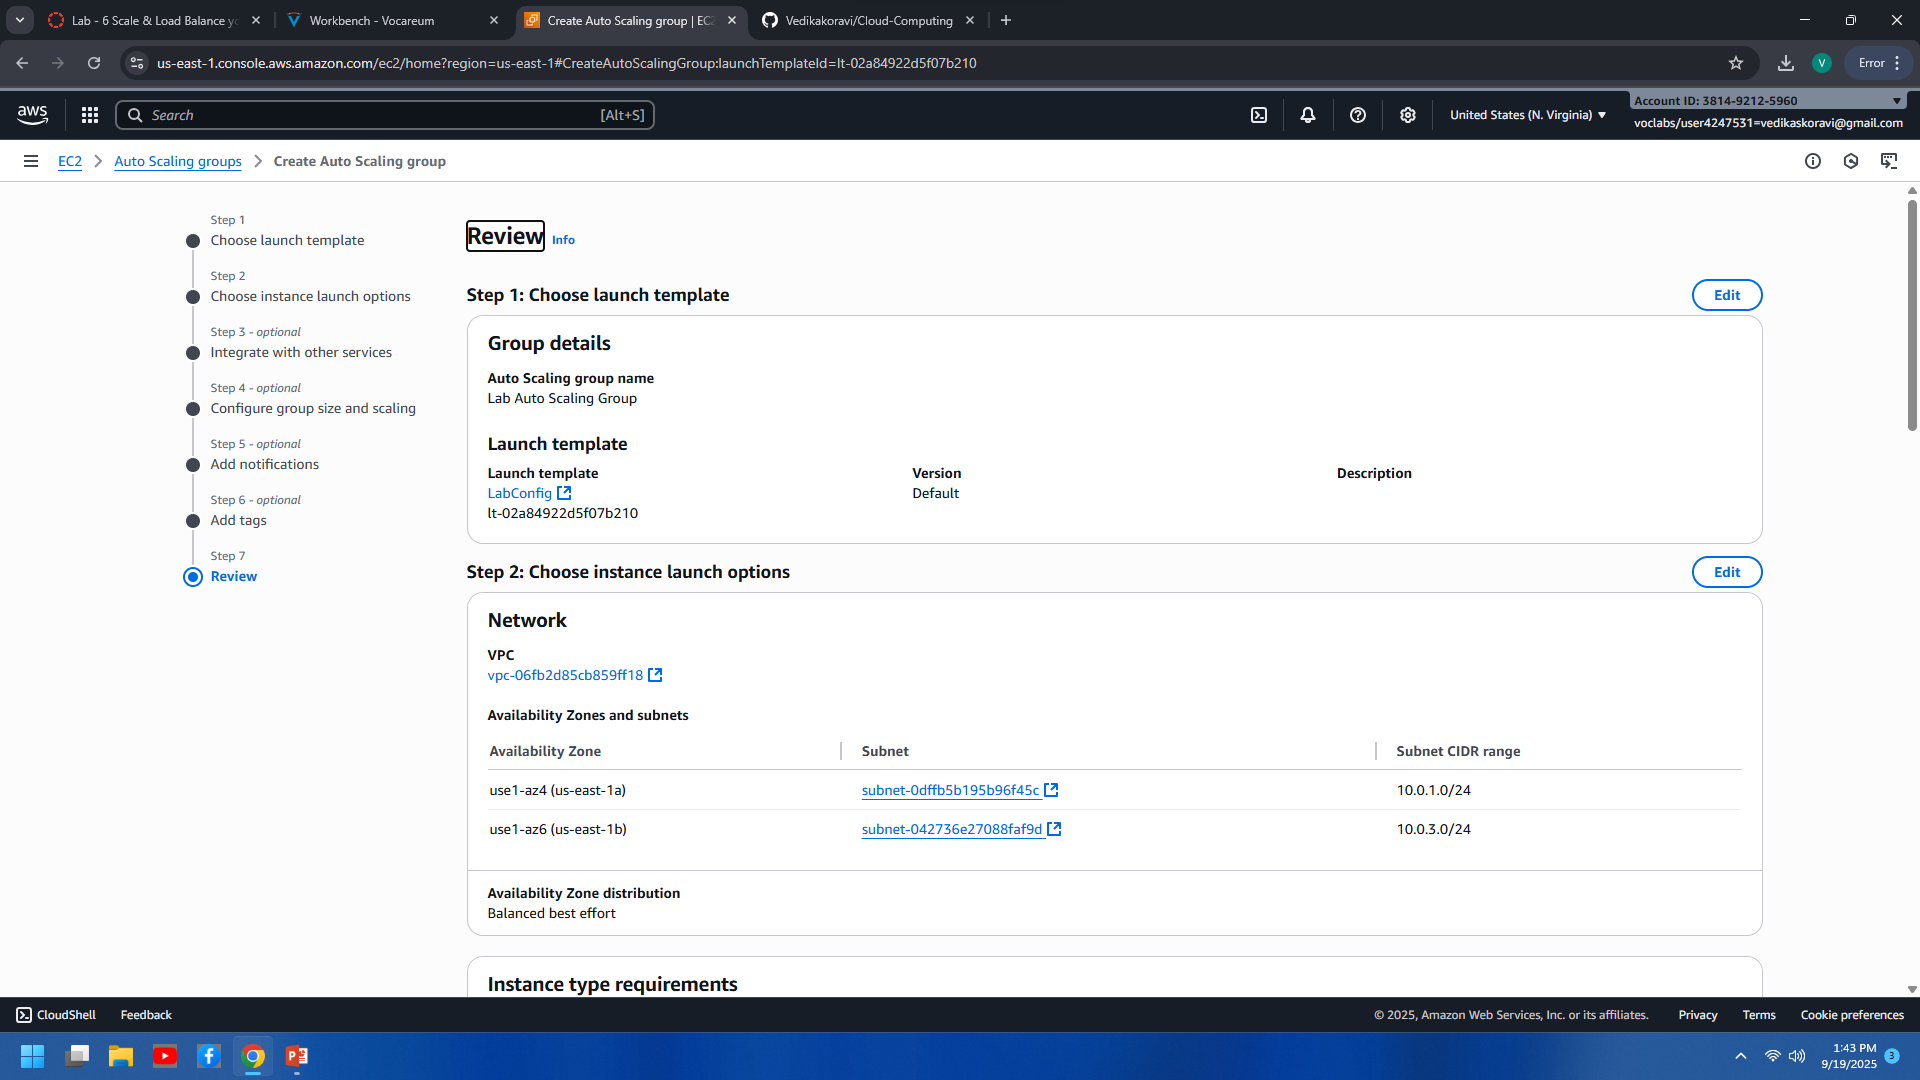 Lab - 6 Scale & Load Balance yo
Workbench - Vocareum
Create Auto Scaling group | EC2
Vedikakoravi/Cloud-Computing
us-east-1.console.aws.amazon.com/ec2/home?region=us-east-1#CreateAutoScalingGroup:launchTemplateId=lt-02a84922d5f07b210
V
Error
aws
Search
[Alt+S]
United States (N. Virginia)
Account ID: 3814-9212-5960
voclabs/user4247531=vedikaskoravi@gmail.com
EC2
Auto Scaling groups
Create Auto Scaling group
Step 1
Choose launch template
Step 2
Choose instance launch options
Step 3 - optional
Integrate with other services
Step 4 - optional
Configure group size and scaling
Step 5 - optional
Add notifications
Step 6 - optional
Add tags
Step 7
Review
Review Info
Step 1: Choose launch template
Edit
Group details
Auto Scaling group name
Lab Auto Scaling Group
Launch template
Launch template
LabConfig
lt-02a84922d5f07b210
Version
Default
Description
Step 2: Choose instance launch options
Edit
Network
VPC
vpc-06fb2d85cb859ff18
Availability Zones and subnets
Availability Zone Subnet Subnet CIDR range
use1-az4 (us-east-1a) subnet-0dffb5b195b96f45c 10.0.1.0/24
use1-az6 (us-east-1b) subnet-042736e27088faf9d 10.0.3.0/24
Availability Zone distribution
Balanced best effort
Instance type requirements
CloudShell
Feedback
© 2025, Amazon Web Services, Inc. or its affiliates.
Privacy
Terms
Cookie preferences
1:43 PM
9/19/2025
3